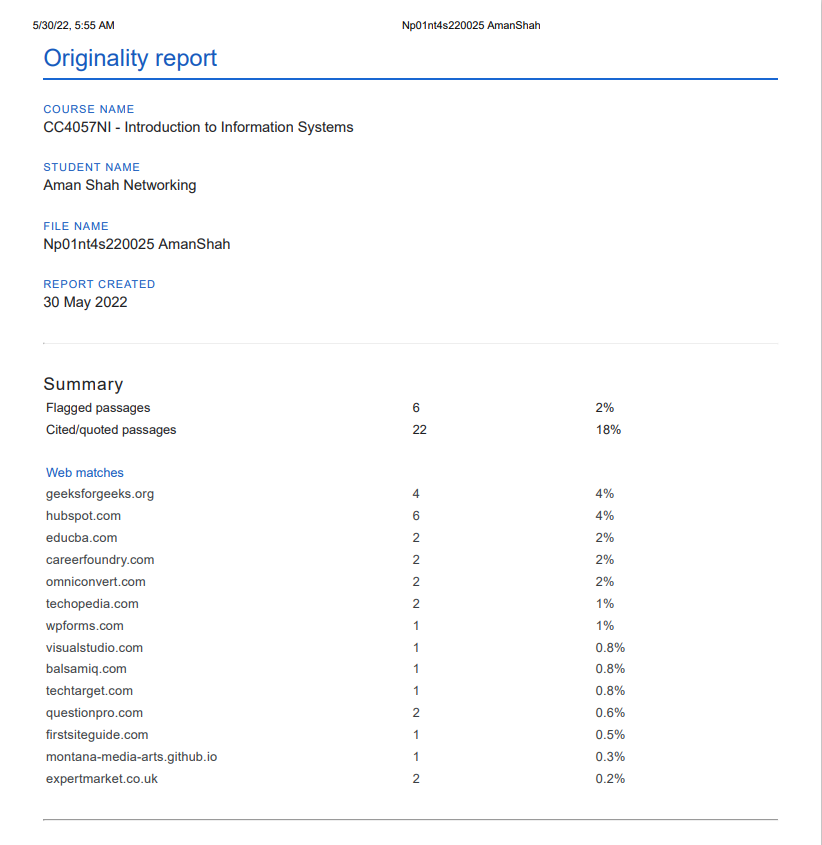 5/30/22, 5:55 AM Np01nt4s220025 AmanShah
Originality report
COURSE NAME
CC4057NI - Introduction to Information Systems
STUDENT NAME
Aman Shah Networking
FILE NAME
Np01nt4s220025 AmanShah
REPORT CREATED
30 May 2022
Summary
Flagged passages 6 2%
Cited/quoted passages 22 18%
Web matches
geeksforgeeks.org 4 4%
hubspot.com 6 4%
educba.com 2 2%
careerfoundry.com 2 2%
omniconvert.com 2 2%
techopedia.com 2 1%
wpforms.com 1 1%
visualstudio.com 1 0.8%
balsamiq.com 1 0.8%
techtarget.com 1 0.8%
questionpro.com 2 0.6%
firstsiteguide.com 1 0.5%
montana-media-arts.github.io 1 0.3%
expertmarket.co.uk 2 0.2%